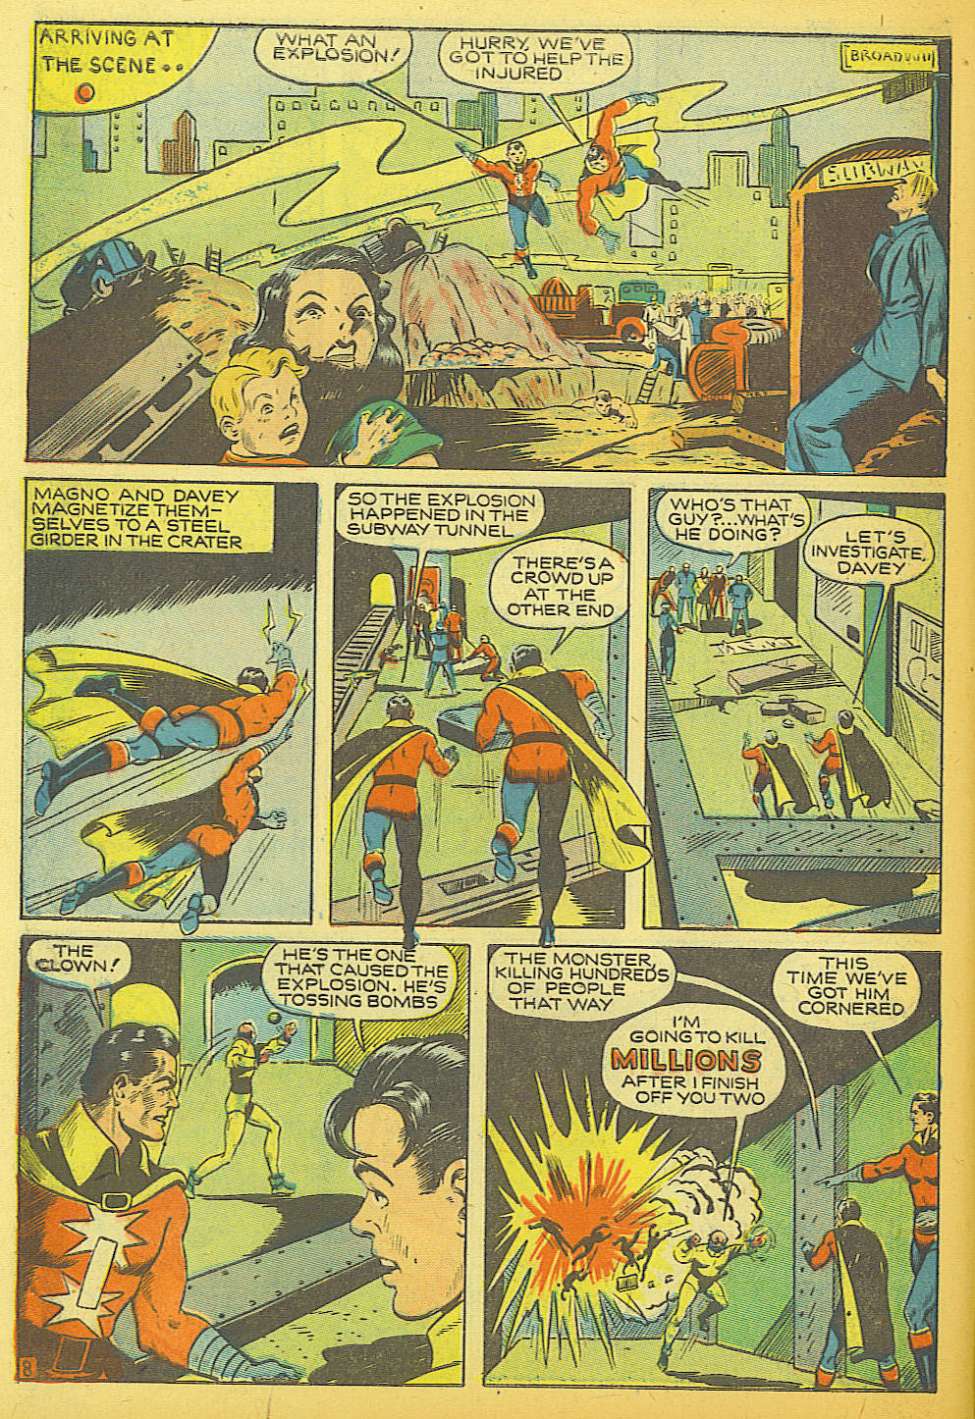 ARRIVING AT
THE SCENE..
WHAT AN
EXPLOSION!
HURRY, WE'VE
GOT TO HELP THE
INJURED
SUBWAY
MAGNO AND DAVEY
MAGNETIZE THEM-
SELVES TO A STEEL
GIRDER IN THE CRATER
SO THE EXPLOSION
HAPPENED IN THE
SUBWAY TUNNEL
THERE'S A
CROWD UP
AT THE
OTHER END
WHO'S THAT
GUY?...WHAT'S
HE DOING?
LET'S
INVESTIGATE,
DAVEY
THE
CLOWN!
HE'S THE ONE
THAT CAUSED THE
EXPLOSION. HE'S
TOSSING BOMBS
8
THE MONSTER,
KILLING HUNDREDS
OF PEOPLE
THAT WAY
I'M
GOING TO KILL
MILLIONS
AFTER I FINISH
OFF YOU TWO
THIS
TIME WE'VE
GOT HIM
CORNERED